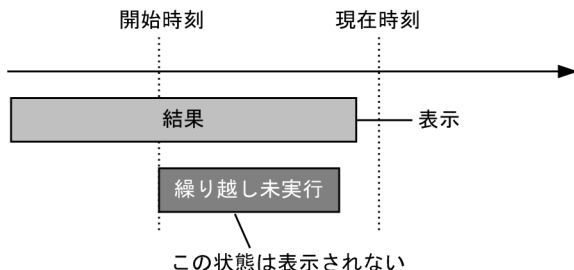 開始時刻
現在時刻
結果
表示
繰り越し未実行
この状態は表示されない